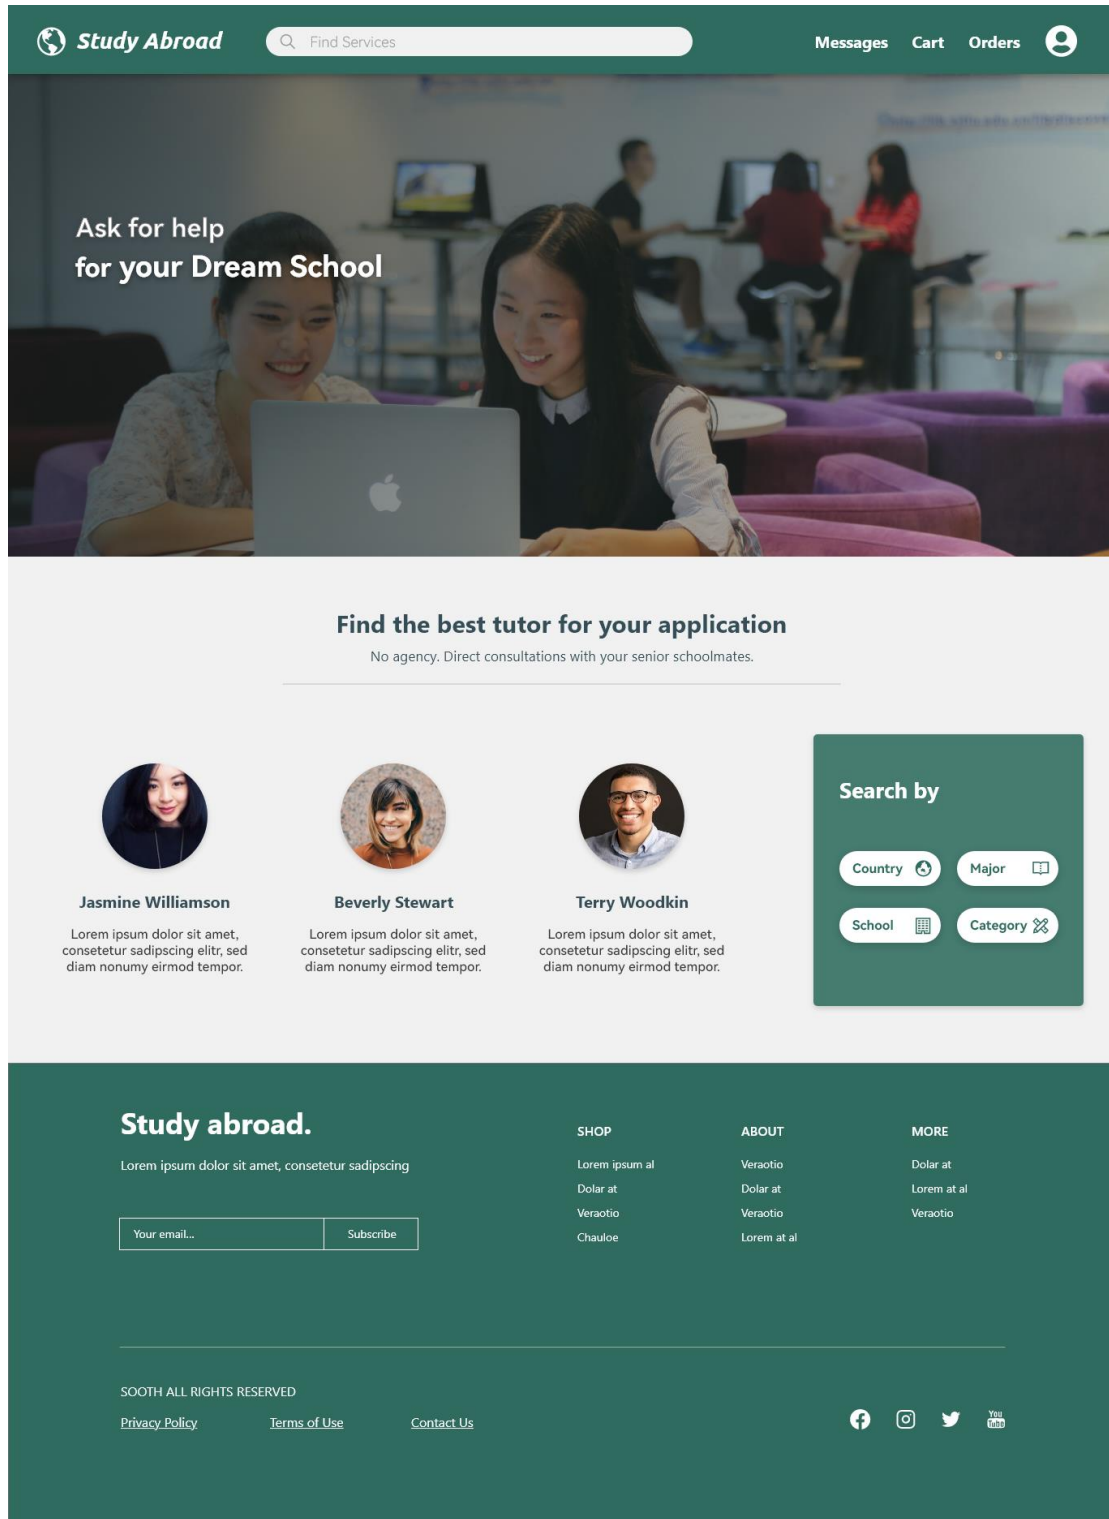 Study Abroad
Find Services
Messages Cart Orders
Ask for help
for your Dream School
Find the best tutor for your application
No agency. Direct consultations with your senior schoolmates.
Jasmine Williamson
Lorem ipsum dolor sit amet,
consetetur sadipscing elitr, sed
diam nonumy eirmod tempor.
Beverly Stewart
Lorem ipsum dolor sit amet,
consetetur sadipscing elitr, sed
diam nonumy eirmod tempor.
Terry Woodkin
Lorem ipsum dolor sit amet,
consetetur sadipscing elitr, sed
diam nonumy eirmod tempor.
Search by
Country
Major
School
Category
Study abroad.
Lorem ipsum dolor sit amet, consetetur sadipscing
Your email...
Subscribe
SHOP
Lorem ipsum al
Dolar at
Veraotio
Chauloe
ABOUT
Veraotio
Dolar at
Veraotio
Lorem at al
MORE
Dolar at
Lorem at al
Veraotio
SOOTH ALL RIGHTS RESERVED
Privacy Policy
Terms of Use
Contact Us
You
Tube